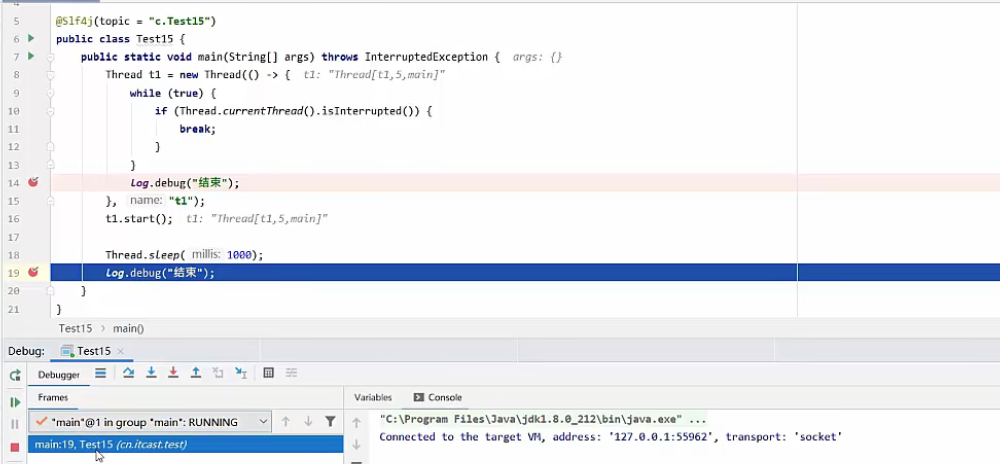 4
5 @Slf4j(topic = "c.Test15")
6 public class Test15 {
7 public static void main(String[] args) throws InterruptedException { args: {}
8 Thread t1 = new Thread(() -> { t1: "Thread[t1,5,main]"
9 while (true) {
10 if (Thread.currentThread().isInterrupted()) {
11 break;
12 }
13 }
14 log.debug("结束");
15 }, name: "t1");
16 t1.start(); t1: "Thread[t1,5,main]"
17
18 Thread.sleep( millis: 1000);
19 log.debug("结束");
20 }
21 }
Test15 › main()
Debug: Test15 ×
Debugger
Frames Variables Console
"main"@1 in group "main": RUNNING
main:19, Test15 (cn.itcast.test)
"C:\Program Files\Java\jdk1.8.0_212\bin\java.exe" ...
Connected to the target VM, address: '127.0.0.1:55962', transport: 'socket'